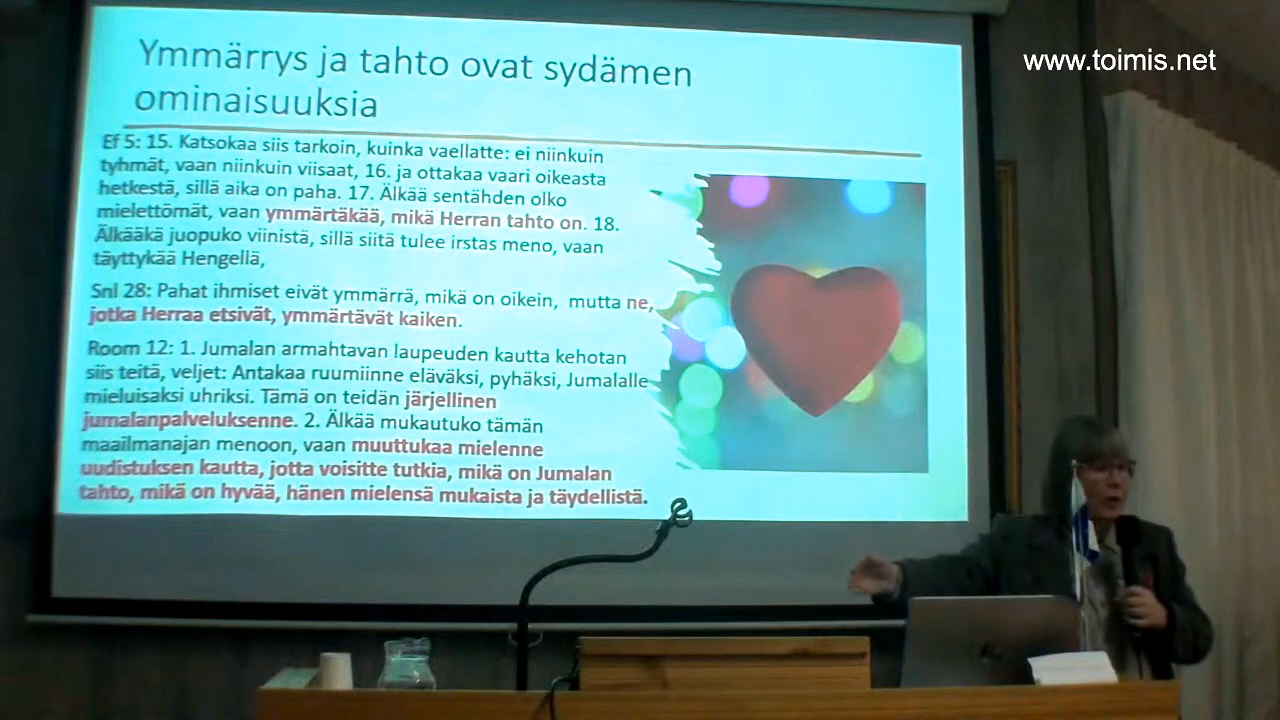 www.toimis.net
Ymmärrys ja tahto ovat sydämen
ominaisuuksia
Ef 5: 15. Katsokaa siis tarkoin, kuinka vaellatte: ei niinkuin
tyhmät, vaan niinkuin viisaat, 16. ja ottakaa vaari oikeasta
hetkestä, sillä aika on paha. 17. Älkää sentähden olko
mielettömät, vaan ymmärtäkää, mikä Herran tahto on. 18.
Älkääkä juopuko viinistä, sillä siitä tulee irstas meno, vaan
täyttykää Hengellä,
Snl 28: Pahat ihmiset eivät ymmärrä, mikä on oikein, mutta ne,
jotka Herraa etsivät, ymmärtävät kaiken.
Room 12: 1. Jumalan armahtavan laupeuden kautta kehotan
siis teitä, veljet: Antakaa ruumiinne eläväksi, pyhäksi, Jumalalle
mieluisaksi uhriksi. Tämä on teidän järjellinen
jumalanpalveluksenne. 2. Älkää mukautuko tämän
maailmanajan menoon, vaan muuttukaa mielenne
uudistuksen kautta, jotta voisitte tutkia, mikä on Jumalan
tahto, mikä on hyvää, hänen mielensä mukaista ja täydellistä.